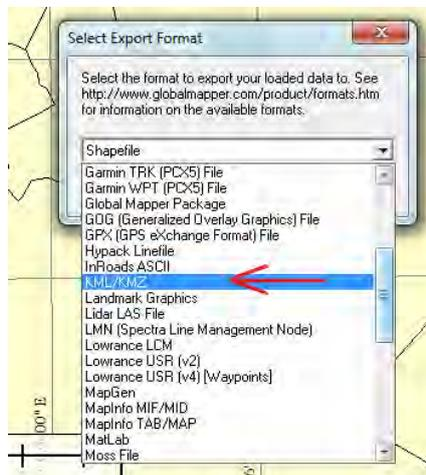 Select Export Format
Select the format to export your loaded data to. See
http://www.globalmapper.com/product/formats.htm
for information on the available formats.
Shapefile
Garmin TRK (PCX5) File
Garmin WPT (PCX5) File
Global Mapper Package
GOG (Generalized Overlay Graphics) File
GPX (GPS eXchange Format) File
Hypack Linefile
InRoads ASCII
KML/KMZ
Landmark Graphics
Lidar LAS File
LMN (Spectra Line Management Node)
Lowrance LCM
Lowrance USR (v2)
Lowrance USR (v4) [Waypoints]
MapGen
MapInfo MIF/MID
MapInfo TAB/MAP
MatLab
Moss File
00" E